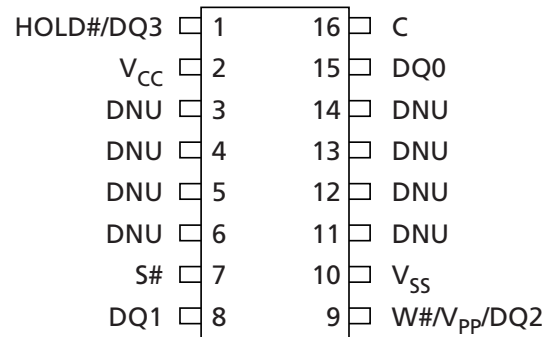 HOLD#/DQ3 1 16 C
VCC 2 15 DQ0
DNU 3 14 DNU
DNU 4 13 DNU
DNU 5 12 DNU
DNU 6 11 DNU
S# 7 10 VSS
DQ1 8 9 W#/VPP/DQ2